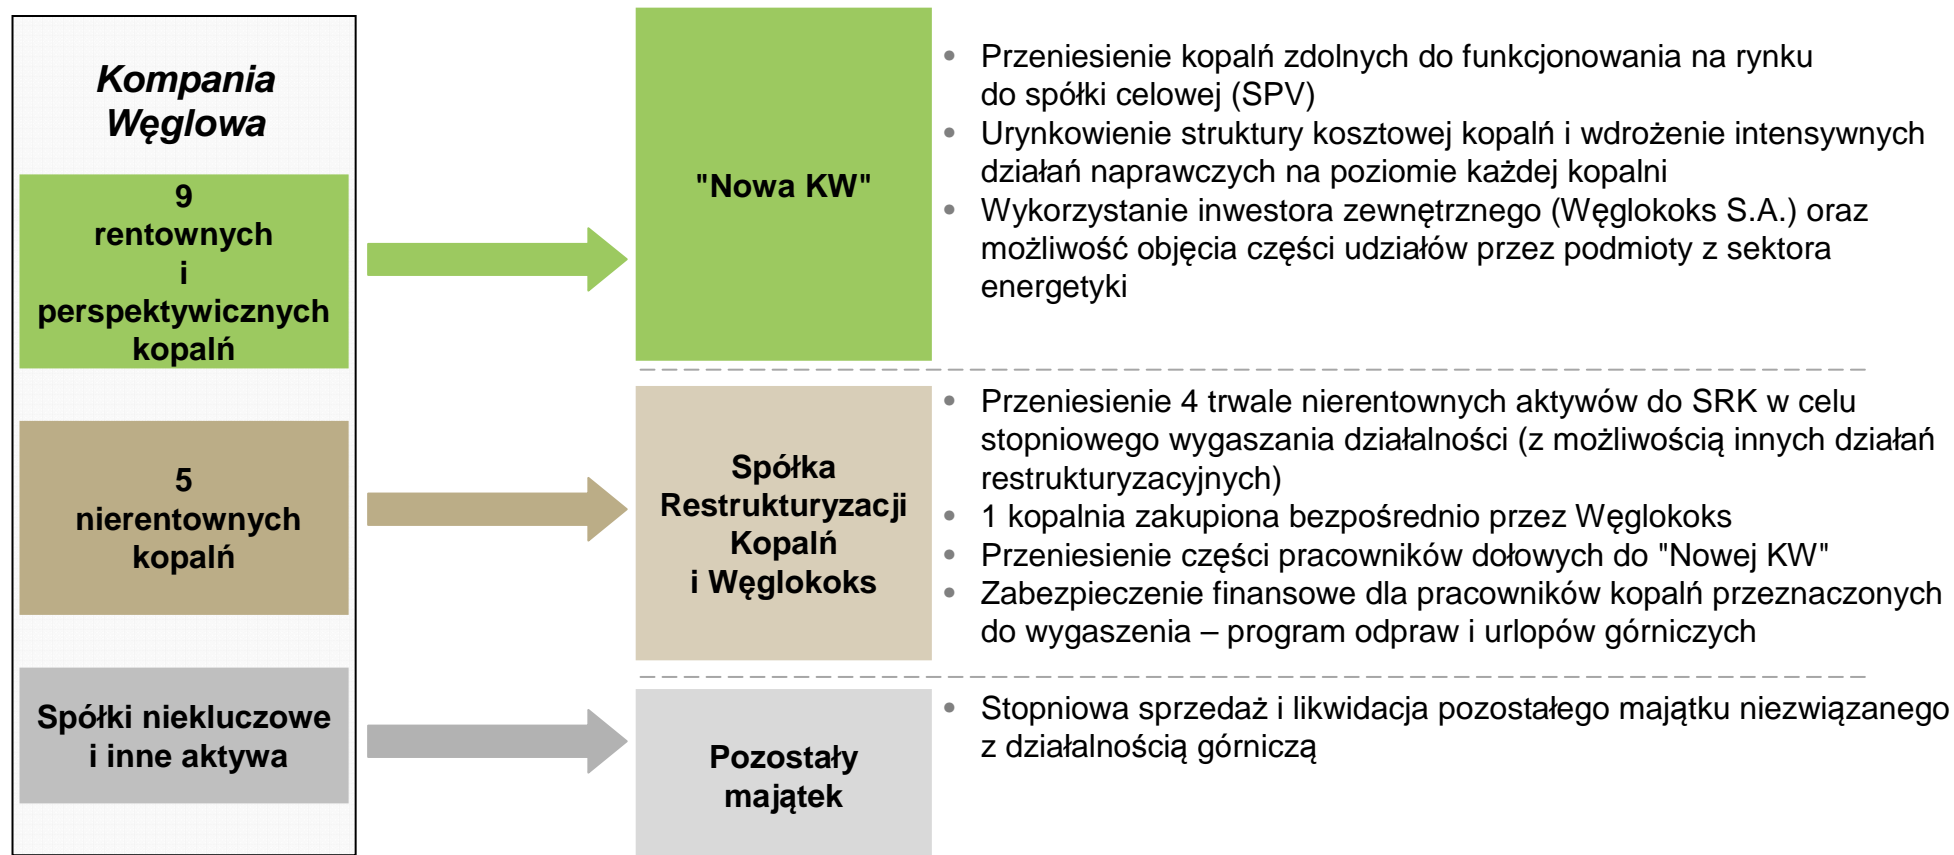 Kompania
Węglowa
9
rentownych
i
perspektywicznych
kopalń
5
nierentownych
kopalń
Spółki niekluczowe
i inne aktywa
"Nowa KW"
• Przeniesienie kopalń zdolnych do funkcjonowania na rynku
do spółki celowej (SPV)
• Urynkowienie struktury kosztowej kopalń i wdrożenie intensywnych
działań naprawczych na poziomie każdej kopalni
• Wykorzystanie inwestora zewnętrznego (Węglokoks S.A.) oraz
możliwość objęcia części udziałów przez podmioty z sektora
energetyki
Spółka
Restrukturyzacji
Kopalń
i Węglokoks
• Przeniesienie 4 trwale nierentownych aktywów do SRK w celu
stopniowego wygaszania działalności (z możliwością innych działań
restrukturyzacyjnych)
• 1 kopalnia zakupiona bezpośrednio przez Węglokoks
• Przeniesienie części pracowników dołowych do "Nowej KW"
• Zabezpieczenie finansowe dla pracowników kopalń przeznaczonych
do wygaszenia – program odpraw i urlopów górniczych
Pozostały
majątek
• Stopniowa sprzedaż i likwidacja pozostałego majątku niezwiązanego
z działalnością górniczą